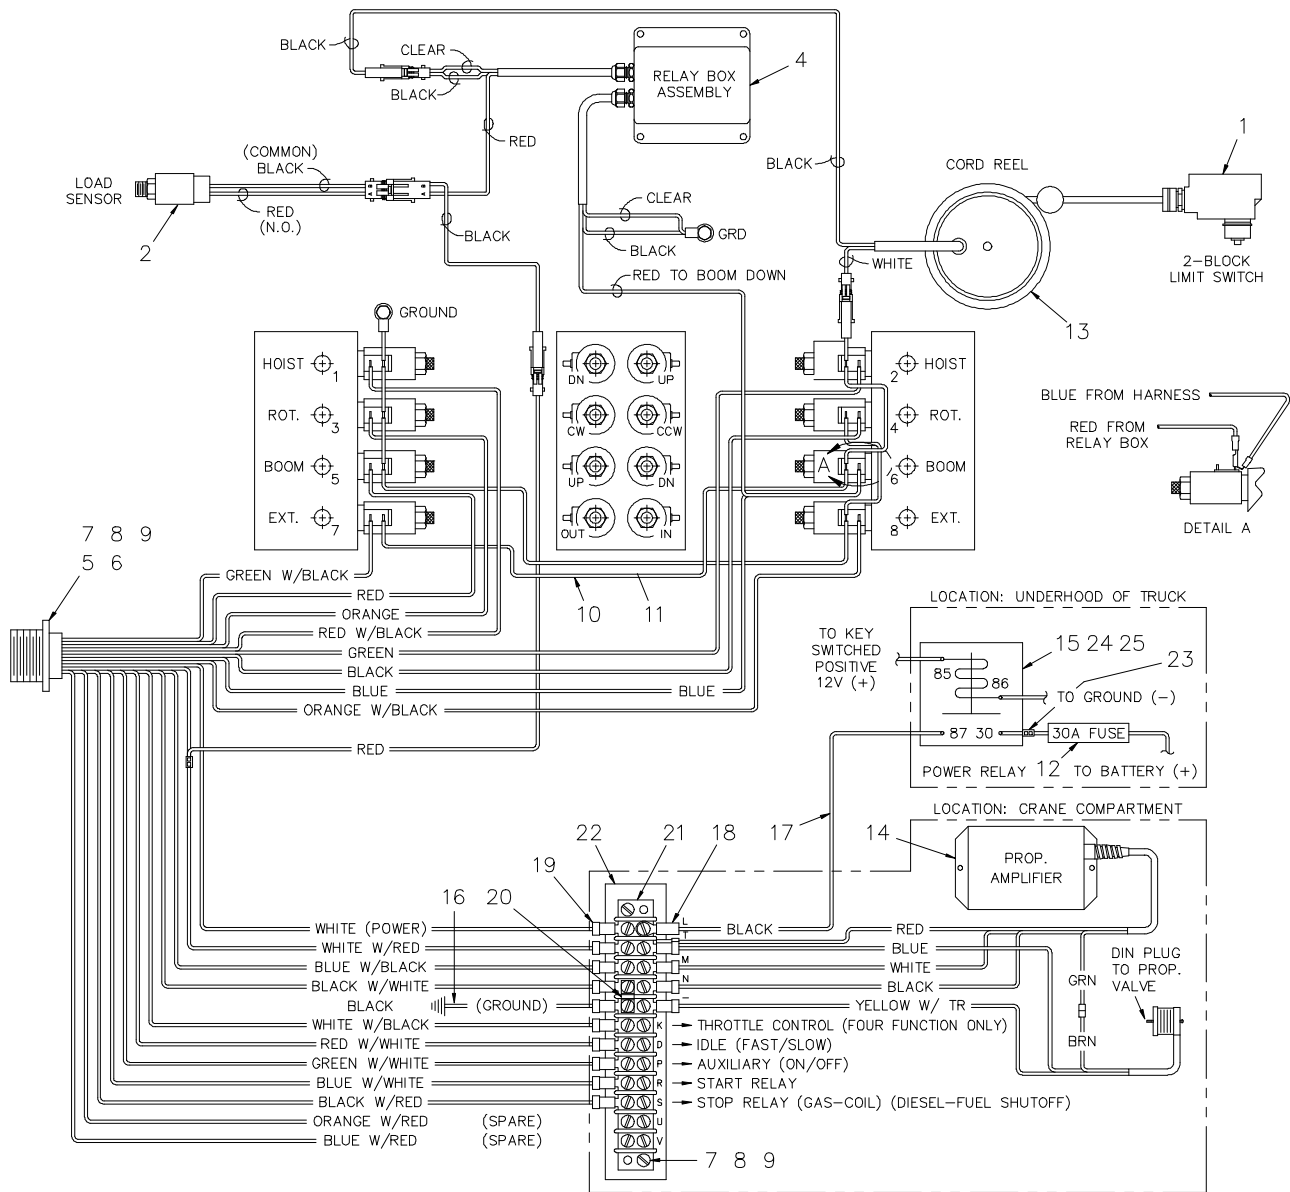 BLACK
CLEAR
BLACK
RELAY BOX
ASSEMBLY
4
RED
1
(COMMON)
BLACK
BLACK
CORD REEL
LOAD
SENSOR
RED
(N.O.)
2
CLEAR
BLACK
GRD
BLACK
WHITE
2-BLOCK
LIMIT SWITCH
RED TO BOOM DOWN
13
GROUND
HOIST
1
ROT.
3
BOOM
5
EXT.
7
DN
UP
CW
CCW
UP
DN
OUT
IN
2
HOIST
4
ROT.
A
6
BOOM
8
EXT.
BLUE FROM HARNESS
RED FROM
RELAY BOX
DETAIL A
7 8 9
5 6
GREEN W/BLACK
RED
ORANGE
RED W/BLACK
GREEN
BLACK
BLUE
BLUE
ORANGE W/BLACK
RED
10
11
LOCATION: UNDERHOOD OF TRUCK
TO KEY
SWITCHED
POSITIVE
12V (+)
85
86
15 24 25
23
TO GROUND (-)
87 30
30A FUSE
POWER RELAY
12
TO BATTERY (+)
LOCATION: CRANE COMPARTMENT
17
14
PROP.
AMPLIFIER
22
21
18
19
20
16
WHITE (POWER)
L
BLACK
RED
WHITE W/RED
T
BLUE
BLUE W/BLACK
M
WHITE
BLACK W/WHITE
N
BLACK
BLACK
(GROUND)
-
YELLOW W/ TR
GRN
BRN
DIN PLUG
TO PROP.
VALVE
WHITE W/BLACK
K
THROTTLE CONTROL (FOUR FUNCTION ONLY)
RED W/WHITE
D
IDLE (FAST/SLOW)
GREEN W/WHITE
P
AUXILIARY (ON/OFF)
BLUE W/WHITE
R
START RELAY
BLACK W/RED
S
STOP RELAY (GAS-COIL) (DIESEL-FUEL SHUTOFF)
ORANGE W/RED
(SPARE)
U
BLUE W/RED
(SPARE)
V
7 8 9